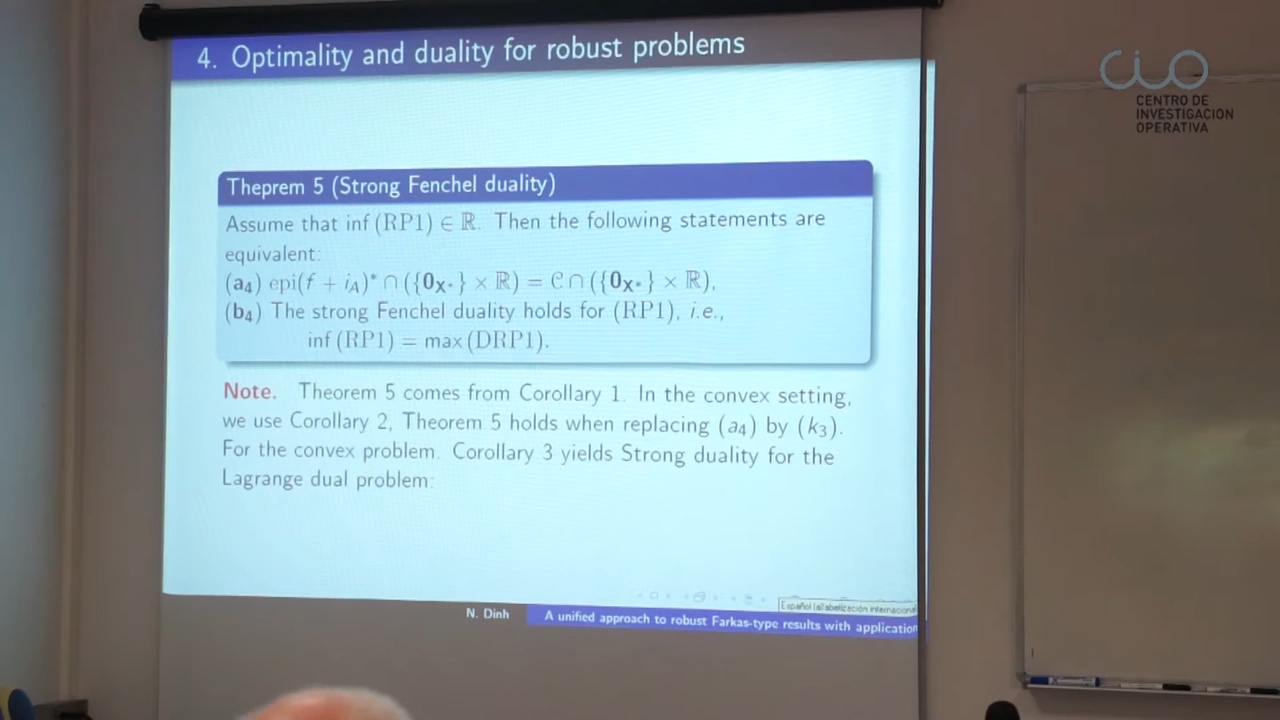 4. Optimality and duality for robust problems
CENTRO DE
INVESTIGACION
OPERATIVA
Theprem 5 (Strong Fenchel duality)
Assume that inf (RP1) ∈ ℝ. Then the following statements are
equivalent:
(a₄) epi(f + i_A)* ∩ ({0_X*} × ℝ) = 𝒞 ∩ ({0_X*} × ℝ),
(b₄) The strong Fenchel duality holds for (RP1), i.e.,
inf (RP1) = max (DRP1).
Note. Theorem 5 comes from Corollary 1. In the convex setting,
we use Corollary 2, Theorem 5 holds when replacing (a₄) by (k₃).
For the convex problem. Corollary 3 yields Strong duality for the
Lagrange dual problem:
Español (alfabetización internacional
N. Dinh
A unified approach to robust Farkas-type results with application